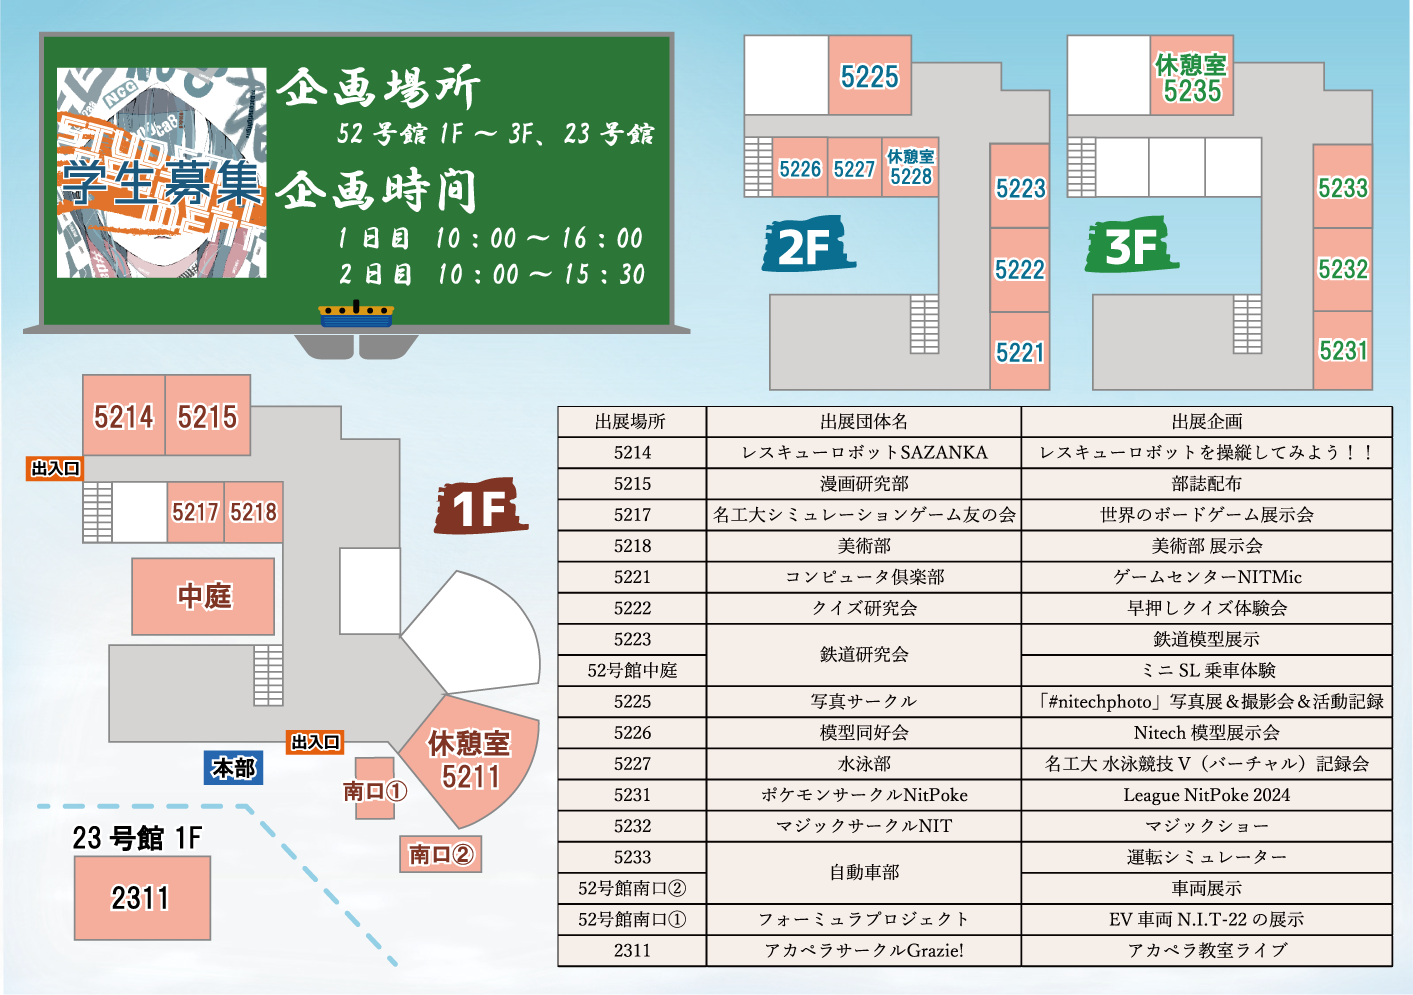 企画場所
52 号館 1F ～ 3F、23 号館
企画時間
1 日目 10：00 ～ 16：00
2 日目 10：00 ～ 15：30
学生募集
5225
5226
5227
休憩室
5228
5223
5222
5221
2F
休憩室
5235
5233
5232
5231
3F
5214
5215
出入口
5217
5218
1F
中庭
出入口
本部
休憩室
5211
南口①
南口②
23 号館 1F
2311
出展場所 出展団体名 出展企画
5214 レスキューロボットSAZANKA レスキューロボットを操縦してみよう！！
5215 漫画研究部 部誌配布
5217 名工大シミュレーションゲーム友の会 世界のボードゲーム展示会
5218 美術部 美術部 展示会
5221 コンピュータ倶楽部 ゲームセンターNITMic
5222 クイズ研究会 早押しクイズ体験会
5223 鉄道研究会 鉄道模型展示
52号館中庭 ミニ SL 乗車体験
5225 写真サークル 「#nitechphoto」写真展＆撮影会＆活動記録
5226 模型同好会 Nitech 模型展示会
5227 水泳部 名工大 水泳競技 V（バーチャル）記録会
5231 ポケモンサークルNitPoke League NitPoke 2024
5232 マジックサークルNIT マジックショー
5233 自動車部 運転シミュレーター
52号館南口② 車両展示
52号館南口① フォーミュラプロジェクト EV 車両 N.I.T-22 の展示
2311 アカペラサークルGrazie! アカペラ教室ライブ